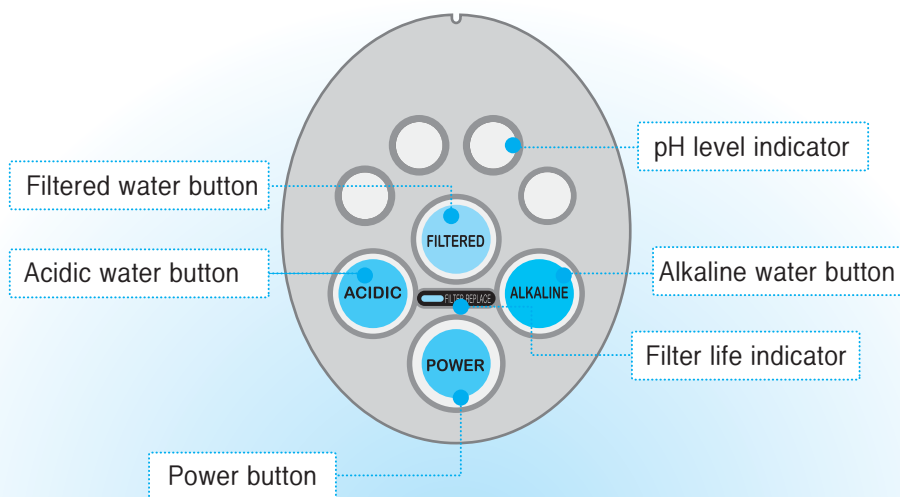 pH level indicator
Filtered water button
FILTERED
Acidic water button
Alkaline water button
ACIDIC
FILTER REPLACE
ALKALINE
Filter life indicator
POWER
Power button